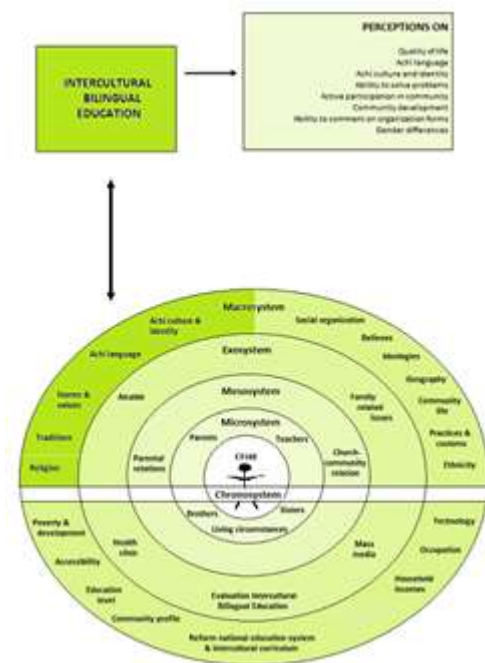 PERCEPTIONS ON
Quality of life
Achi language
Achi culture and identity
Ability to solve problems
Active participation in community
Community development
Ability to comment on organization forms
Gender differences
INTERCULTURAL
BILINGUAL
EDUCATION
Macrosystem
Achi culture &
identity
Achi language
Norms &
values
Traditions
Religion
Social organization
Believes
Ideologies
Geography
Community
life
Practices &
customs
Ethnicity
Exosystem
Family
related
issues
Mesosystem
Parental
relations
Church-
community
relation
Microsystem
Parents
Teachers
Child
Chronosystem
Brothers
Sisters
Living circumstances
Health
clinic
Mass
media
Evaluation Intercultural
Bilingual Education
Poverty &
development
Accessibility
Education
level
Community profile
Technology
Occupation
Household
incomes
Reform national education system
& intercultural curriculum